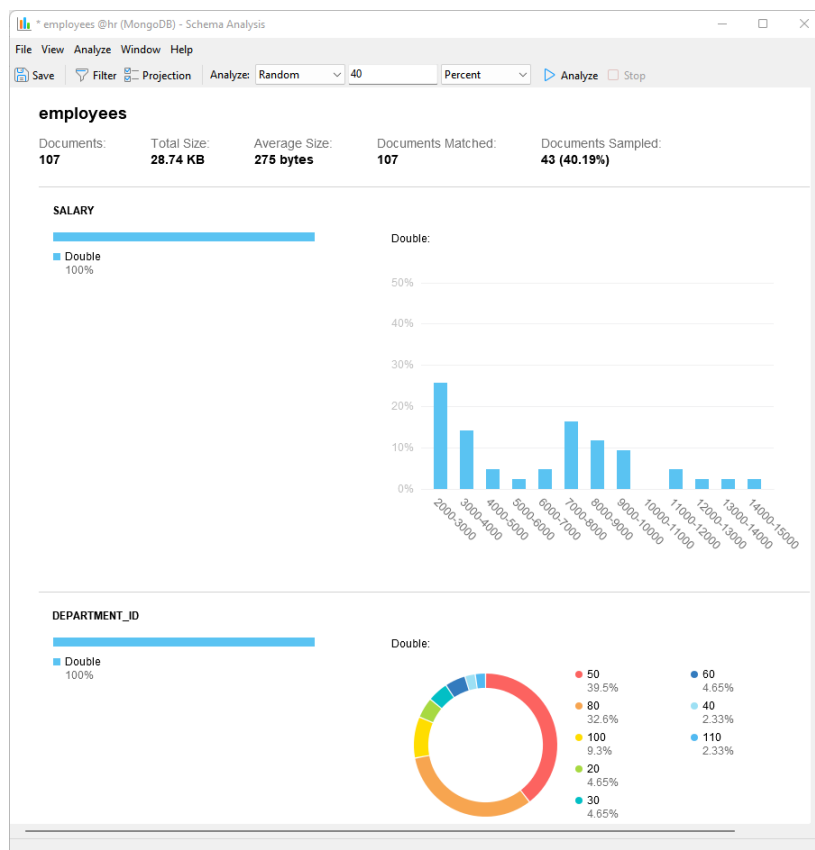 * employees @hr (MongoDB) - Schema Analysis
File View Analyze Window Help
Save Filter Projection Analyze: Random 40 Percent Analyze Stop
employees
Documents: Total Size: Average Size: Documents Matched: Documents Sampled:
107 28.74 KB 275 bytes 107 43 (40.19%)
SALARY
Double
100%
Double:
50%
40%
30%
20%
10%
0%
2000-3000 3000-4000 4000-5000 5000-6000 6000-7000 7000-8000 8000-9000 9000-10000 10000-11000 11000-12000 12000-13000 13000-14000 14000-15000
DEPARTMENT_ID
Double
100%
Double:
50
39.5%
80
32.6%
100
9.3%
20
4.65%
30
4.65%
60
4.65%
40
2.33%
110
2.33%